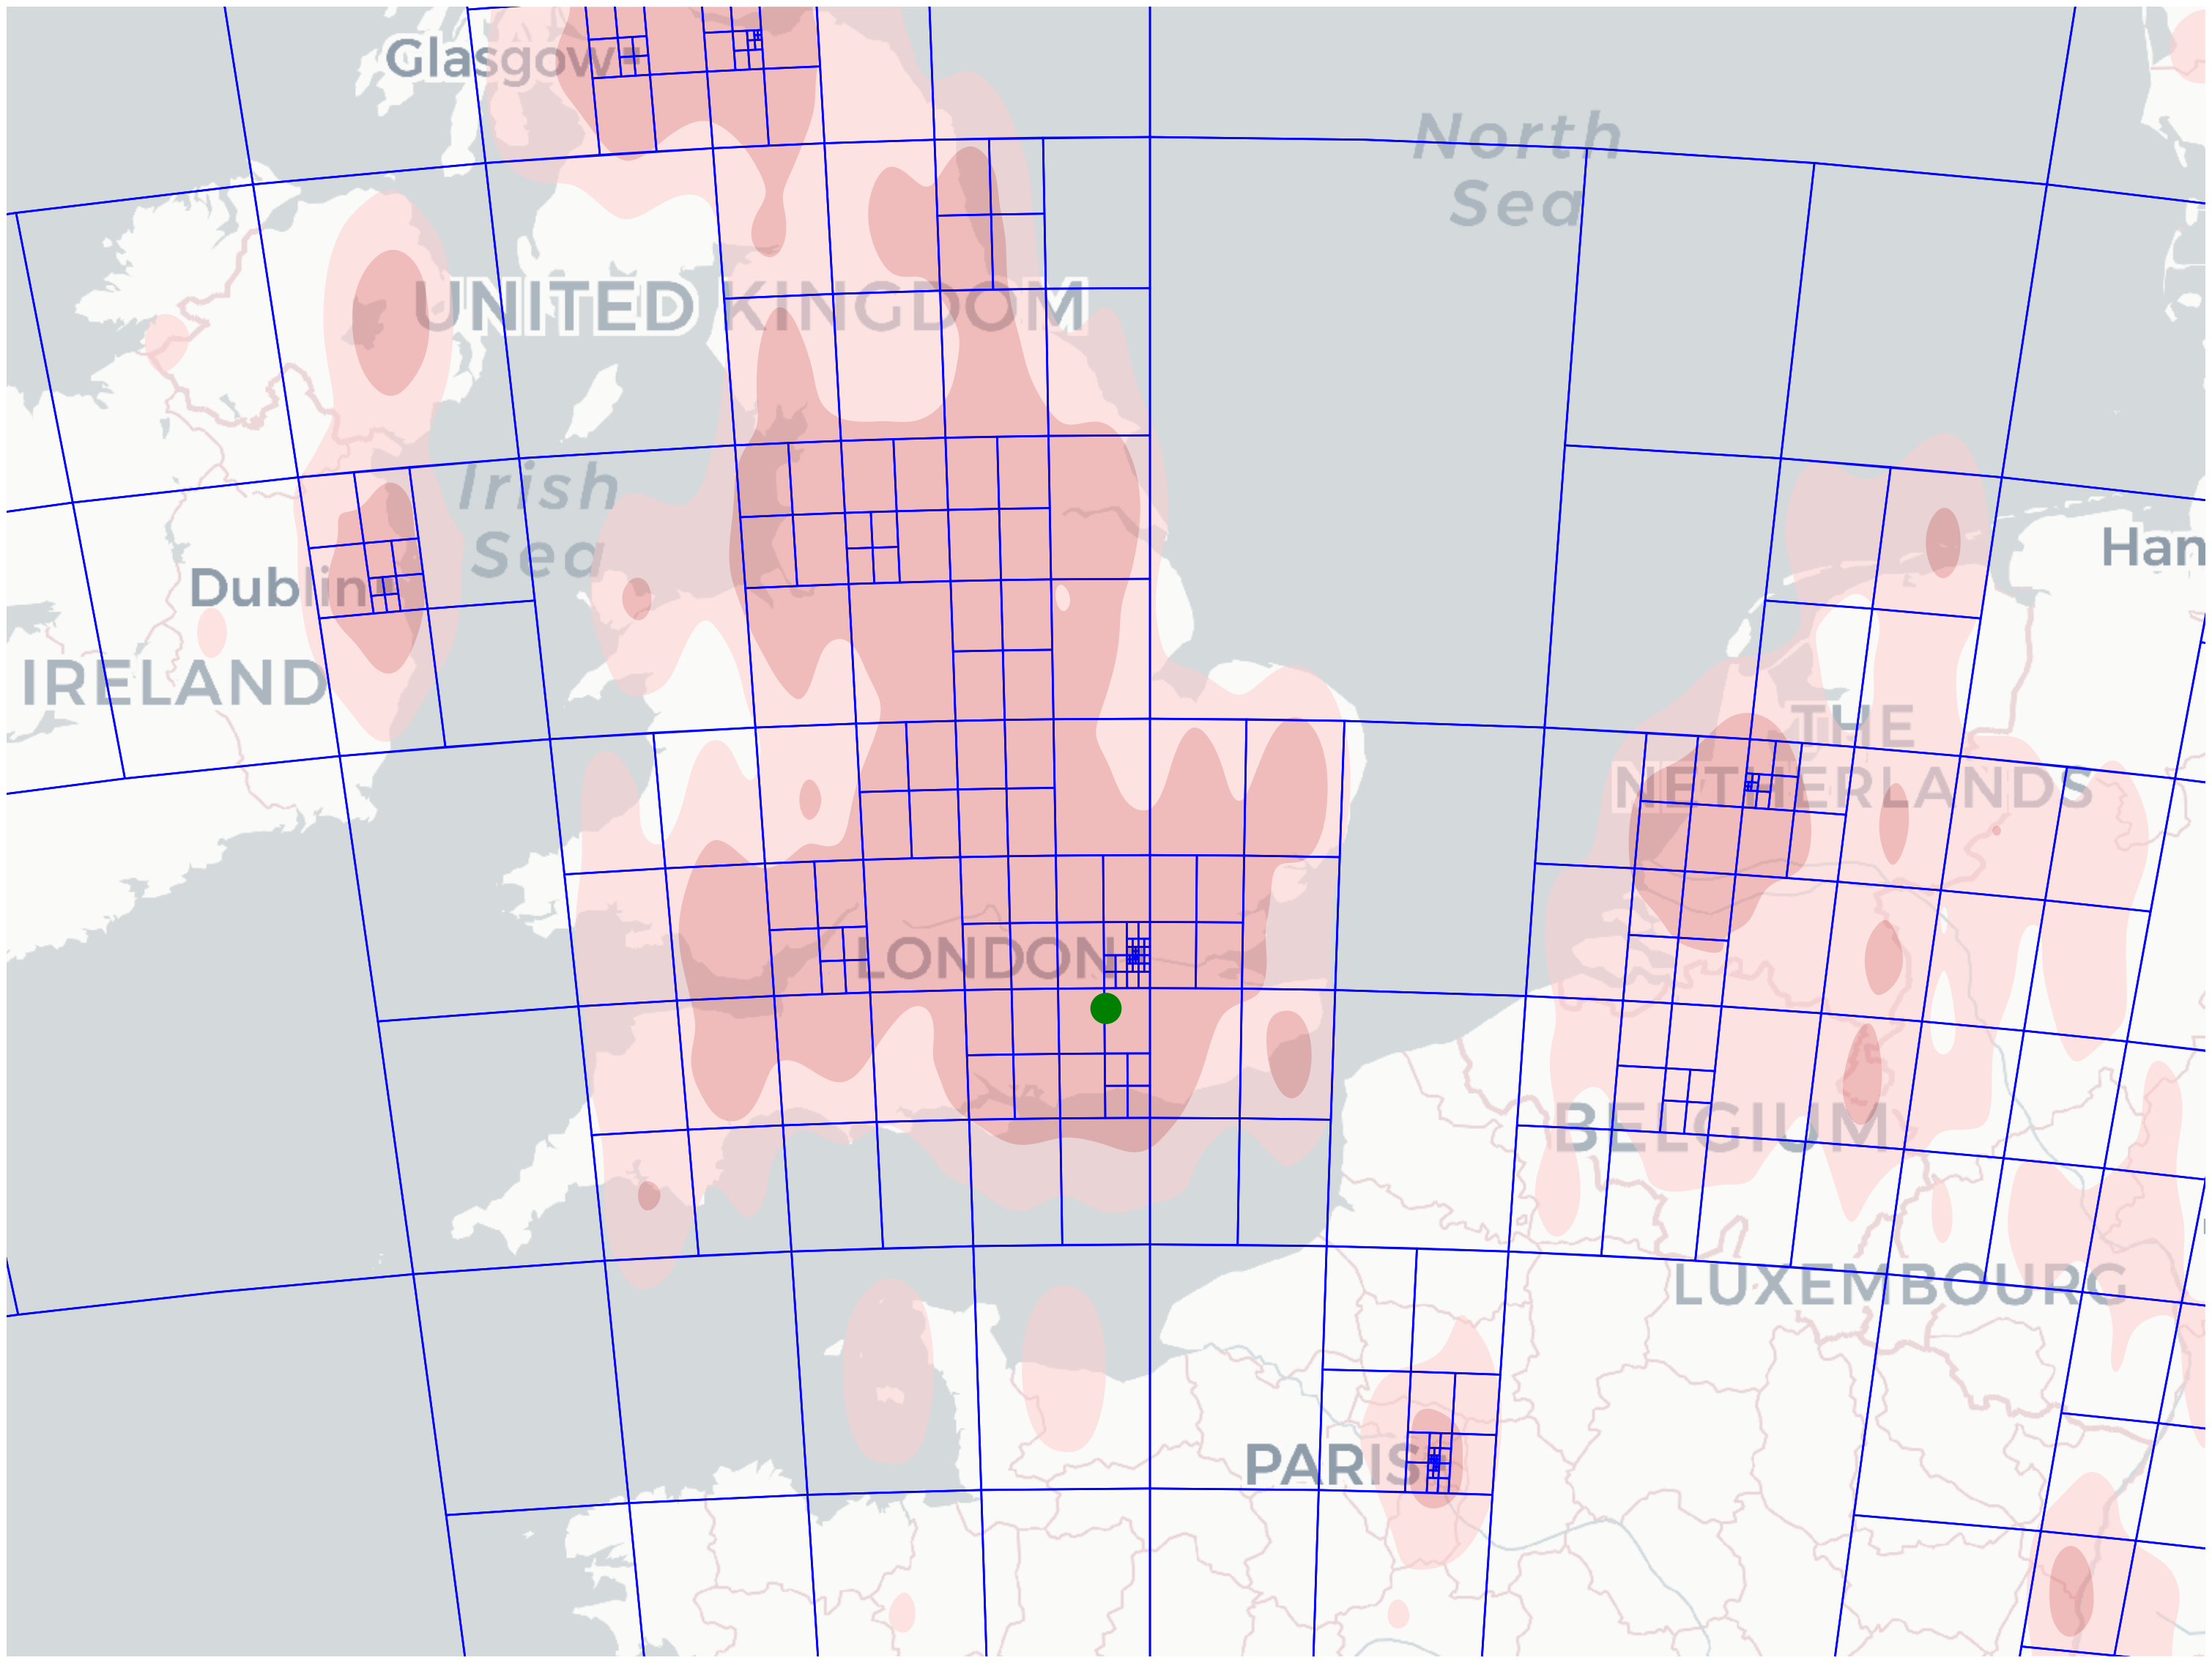 Glasgow
North
Sea
UNITED KINGDOM
Irish
Sea
Dublin
Han
IRELAND
THE
NETHERLANDS
LONDON
BELGIUM
LUXEMBOURG
PARIS